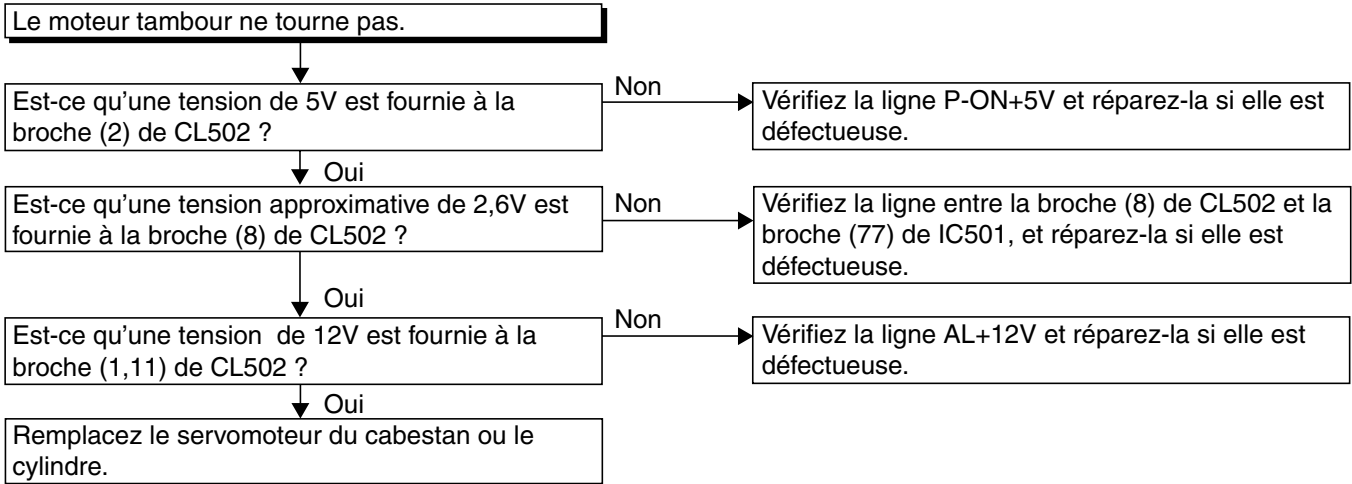 Le moteur tambour ne tourne pas.
Est-ce qu'une tension de 5V est fournie à la
broche (2) de CL502 ?
Non
Vérifiez la ligne P-ON+5V et réparez-la si elle est
défectueuse.
Oui
Est-ce qu'une tension approximative de 2,6V est
fournie à la broche (8) de CL502 ?
Non
Vérifiez la ligne entre la broche (8) de CL502 et la
broche (77) de IC501, et réparez-la si elle est
défectueuse.
Oui
Est-ce qu'une tension  de 12V est fournie à la
broche (1,11) de CL502 ?
Non
Vérifiez la ligne AL+12V et réparez-la si elle est
défectueuse.
Oui
Remplacez le servomoteur du cabestan ou le
cylindre.